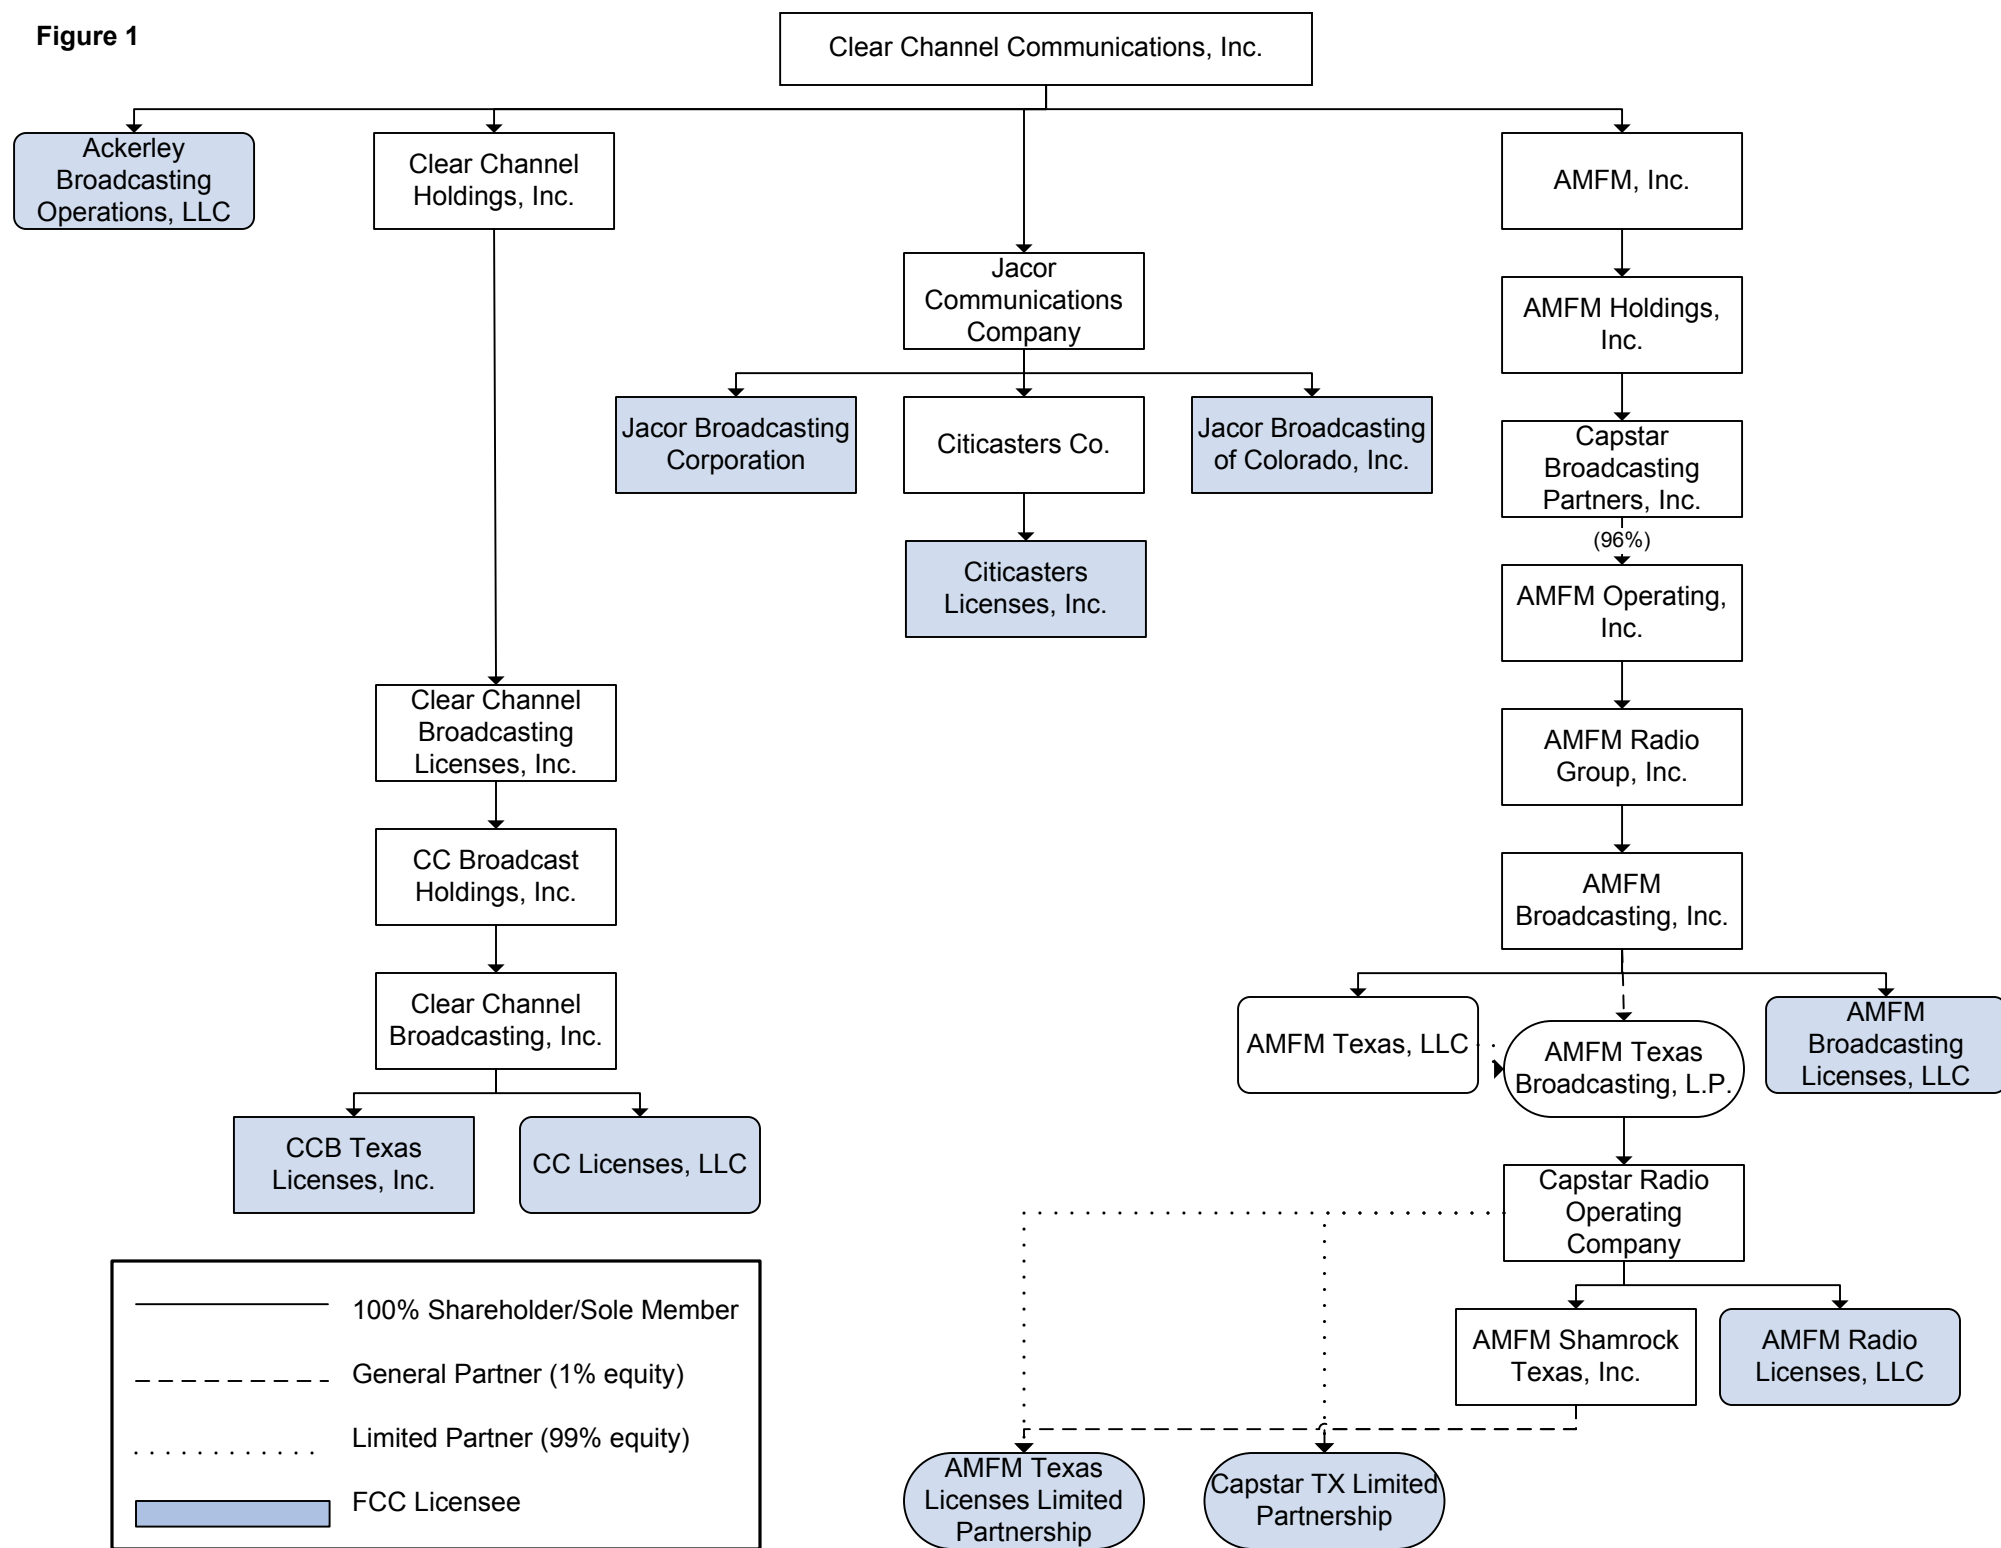 Figure 1
Clear Channel Communications, Inc.
Ackerley
Broadcasting
Operations, LLC
Clear Channel
Holdings, Inc.
AMFM, Inc.
Jacor
Communications
Company
AMFM Holdings,
Inc.
Jacor Broadcasting
Corporation
Citicasters Co.
Jacor Broadcasting
of Colorado, Inc.
Capstar
Broadcasting
Partners, Inc.
(96%)
Citicasters
Licenses, Inc.
AMFM Operating,
Inc.
Clear Channel
Broadcasting
Licenses, Inc.
AMFM Radio
Group, Inc.
CC Broadcast
Holdings, Inc.
AMFM
Broadcasting, Inc.
Clear Channel
Broadcasting, Inc.
AMFM Texas, LLC
AMFM Texas
Broadcasting, L.P.
AMFM
Broadcasting
Licenses, LLC
CCB Texas
Licenses, Inc.
CC Licenses, LLC
Capstar Radio
Operating
Company
AMFM Shamrock
Texas, Inc.
AMFM Radio
Licenses, LLC
AMFM Texas
Licenses Limited
Partnership
Capstar TX Limited
Partnership
100% Shareholder/Sole Member
General Partner (1% equity)
Limited Partner (99% equity)
FCC Licensee